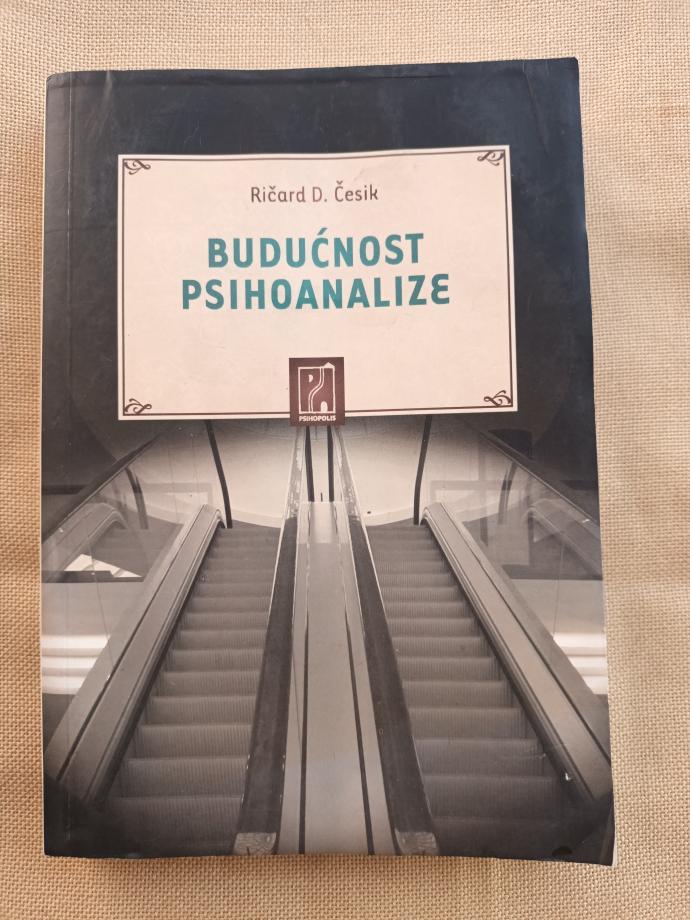 Ričard D. Česik
BUDUĆNOST
PSIHOANALIZE
PSIHOPOLIS